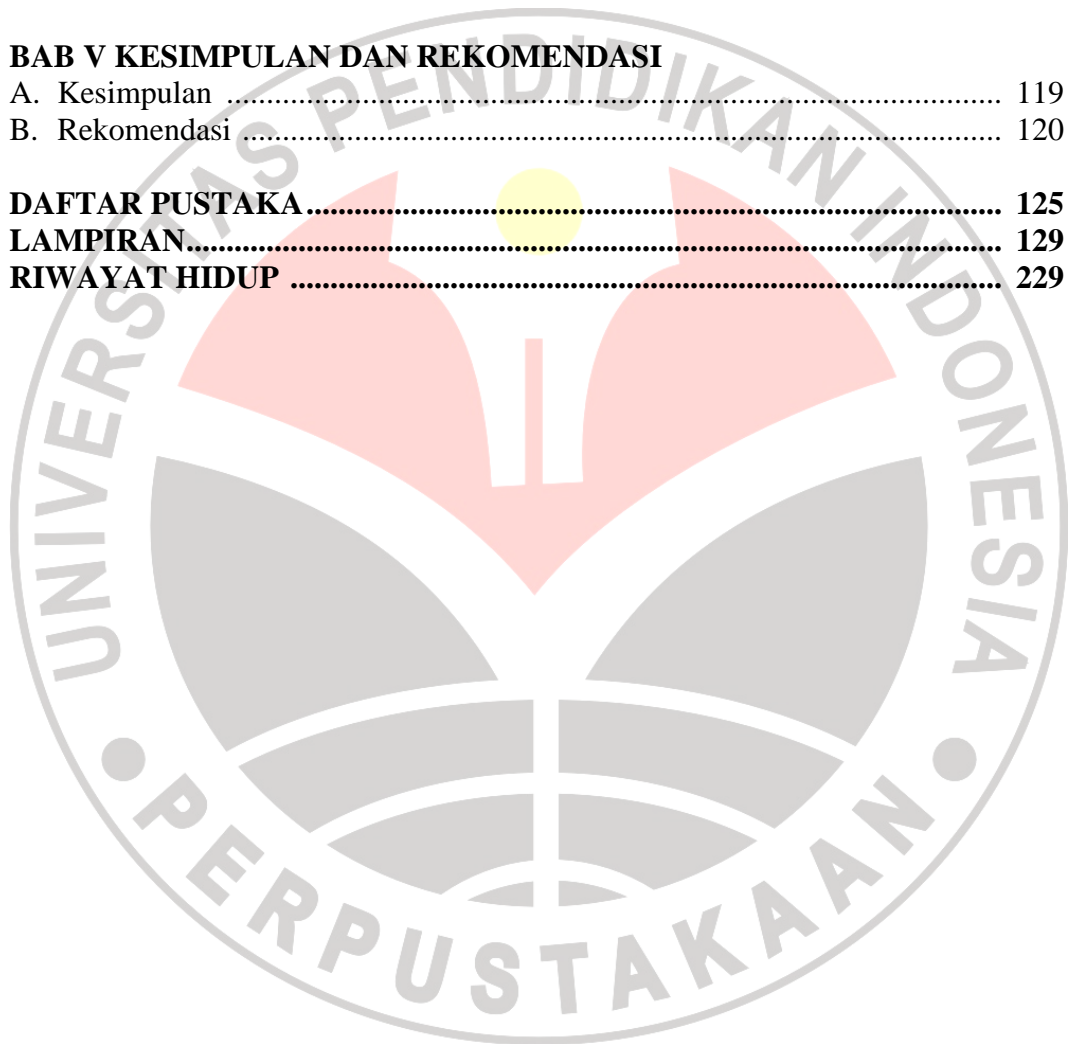 BAB V KESIMPULAN DAN REKOMENDASI
A. Kesimpulan ........................................................................................ 119
B. Rekomendasi ...................................................................................... 120
DAFTAR PUSTAKA ............................................................................... 125
LAMPIRAN ............................................................................................ 129
RIWAYAT HIDUP ................................................................................. 229
UNIVERSITAS PENDIDIKAN INDONESIA
PERPUSTAKAAN